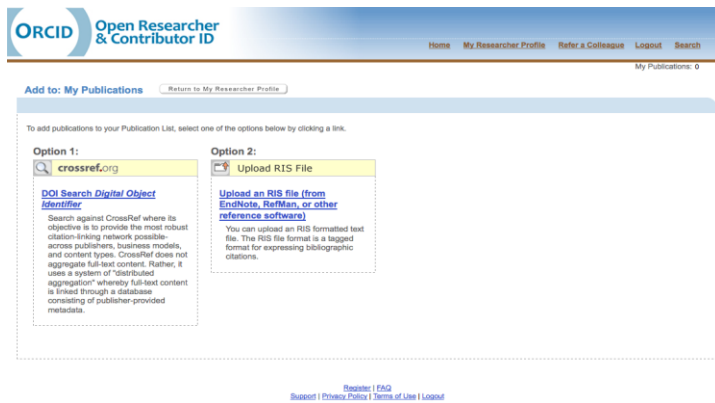 ORCID Open Researcher
& Contributor ID
Home My Researcher Profile Refer a Colleague Logout Search
My Publications: 0
Add to: My Publications Return to My Researcher Profile
To add publications to your Publication List, select one of the options below by clicking a link.
Option 1:
crossref.org
DOI Search Digital Object
Identifier
Search against CrossRef where its
objective is to provide the most robust
citation-linking network possible-
across publishers, business models,
and content types. CrossRef does not
aggregate full-text content. Rather, it
uses a system of "distributed
aggregation" whereby full-text content
is linked through a database
consisting of publisher-provided
metadata.
Option 2:
Upload RIS File
Upload an RIS file (from
EndNote, RefMan, or other
reference software)
You can upload an RIS formatted text
file. The RIS file format is a tagged
format for expressing bibliographic
citations.
Register | FAQ
Support | Privacy Policy | Terms of Use | Logout